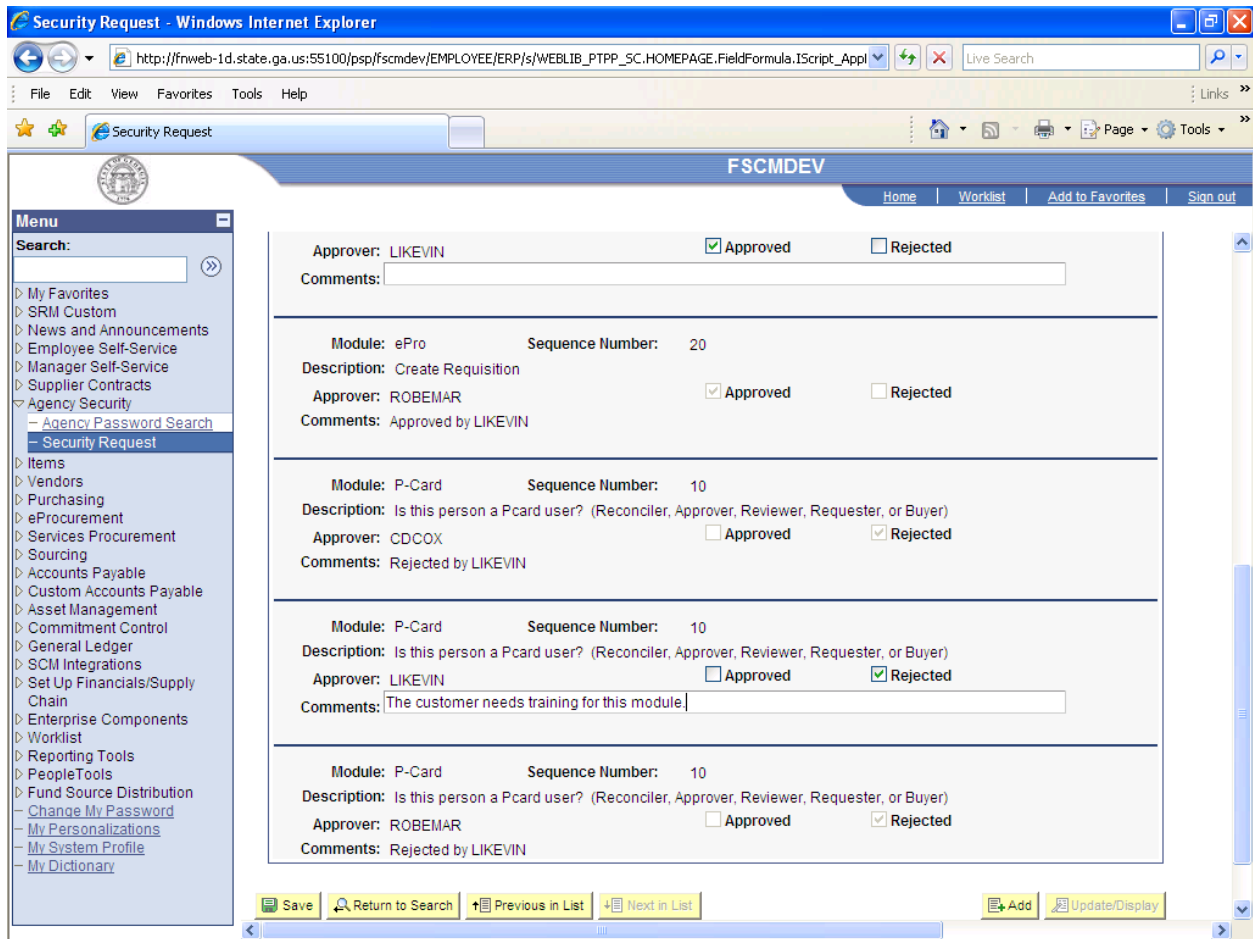 Security Request - Windows Internet Explorer
http://fnweb-1d.state.ga.us:55100/psp/fscmdev/EMPLOYEE/ERP/s/WEBLIB_PTPP_SC.HOMEPAGE.FieldFormula.IScript_Appl
Live Search
File Edit View Favorites Tools Help
Links »
Security Request
Page Tools »
FSCMDEV
Home Worklist Add to Favorites Sign out
Menu
Search:
My Favorites
SRM Custom
News and Announcements
Employee Self-Service
Manager Self-Service
Supplier Contracts
Agency Security
– Agency Password Search
– Security Request
Items
Vendors
Purchasing
eProcurement
Services Procurement
Sourcing
Accounts Payable
Custom Accounts Payable
Asset Management
Commitment Control
General Ledger
SCM Integrations
Set Up Financials/Supply
Chain
Enterprise Components
Worklist
Reporting Tools
PeopleTools
Fund Source Distribution
– Change My Password
– My Personalizations
– My System Profile
– My Dictionary
Approver: LIKEVIN Approved Rejected
Comments:
Module: ePro Sequence Number: 20
Description: Create Requisition
Approver: ROBEMAR Approved Rejected
Comments: Approved by LIKEVIN
Module: P-Card Sequence Number: 10
Description: Is this person a Pcard user? (Reconciler, Approver, Reviewer, Requester, or Buyer)
Approver: CDCOX Approved Rejected
Comments: Rejected by LIKEVIN
Module: P-Card Sequence Number: 10
Description: Is this person a Pcard user? (Reconciler, Approver, Reviewer, Requester, or Buyer)
Approver: LIKEVIN Approved Rejected
Comments: The customer needs training for this module.
Module: P-Card Sequence Number: 10
Description: Is this person a Pcard user? (Reconciler, Approver, Reviewer, Requester, or Buyer)
Approver: ROBEMAR Approved Rejected
Comments: Rejected by LIKEVIN
Save Return to Search Previous in List Next in List Add Update/Display